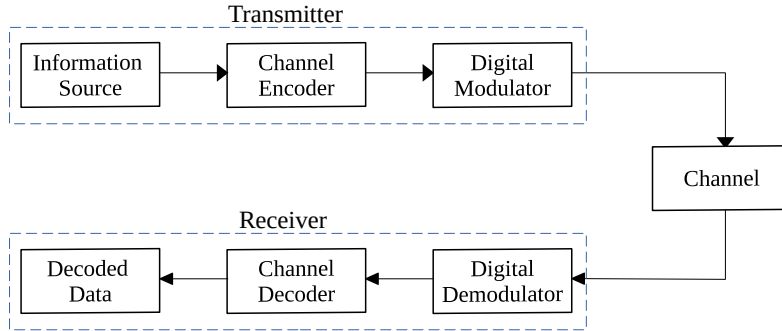 Transmitter
Information
Source
Channel
Encoder
Digital
Modulator
Channel
Receiver
Decoded
Data
Channel
Decoder
Digital
Demodulator